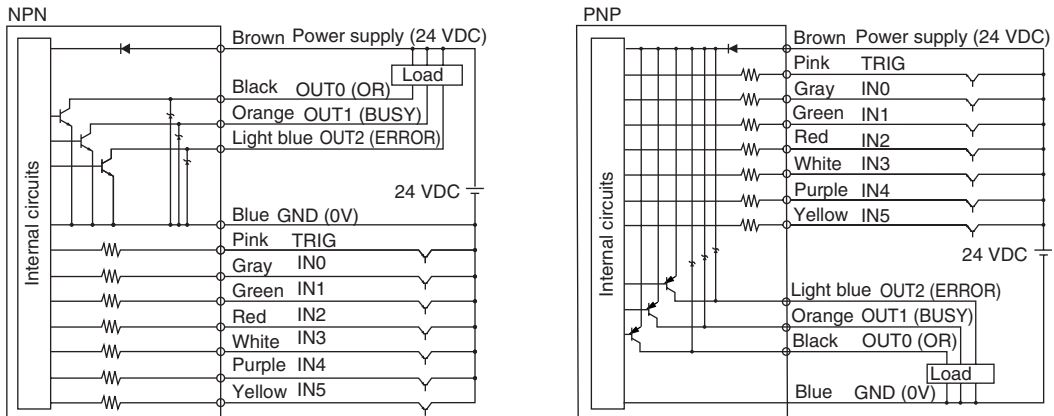 NPN
Internal circuits
Brown Power supply (24 VDC)
Load
Black OUT0 (OR)
Orange OUT1 (BUSY)
Light blue OUT2 (ERROR)
24 VDC
Blue GND (0V)
Pink TRIG
Gray IN0
Green IN1
Red IN2
White IN3
Purple IN4
Yellow IN5
PNP
Internal circuits
Brown Power supply (24 VDC)
Pink TRIG
Gray IN0
Green IN1
Red IN2
White IN3
Purple IN4
Yellow IN5
24 VDC
Light blue OUT2 (ERROR)
Orange OUT1 (BUSY)
Black OUT0 (OR)
Load
Blue GND (0V)